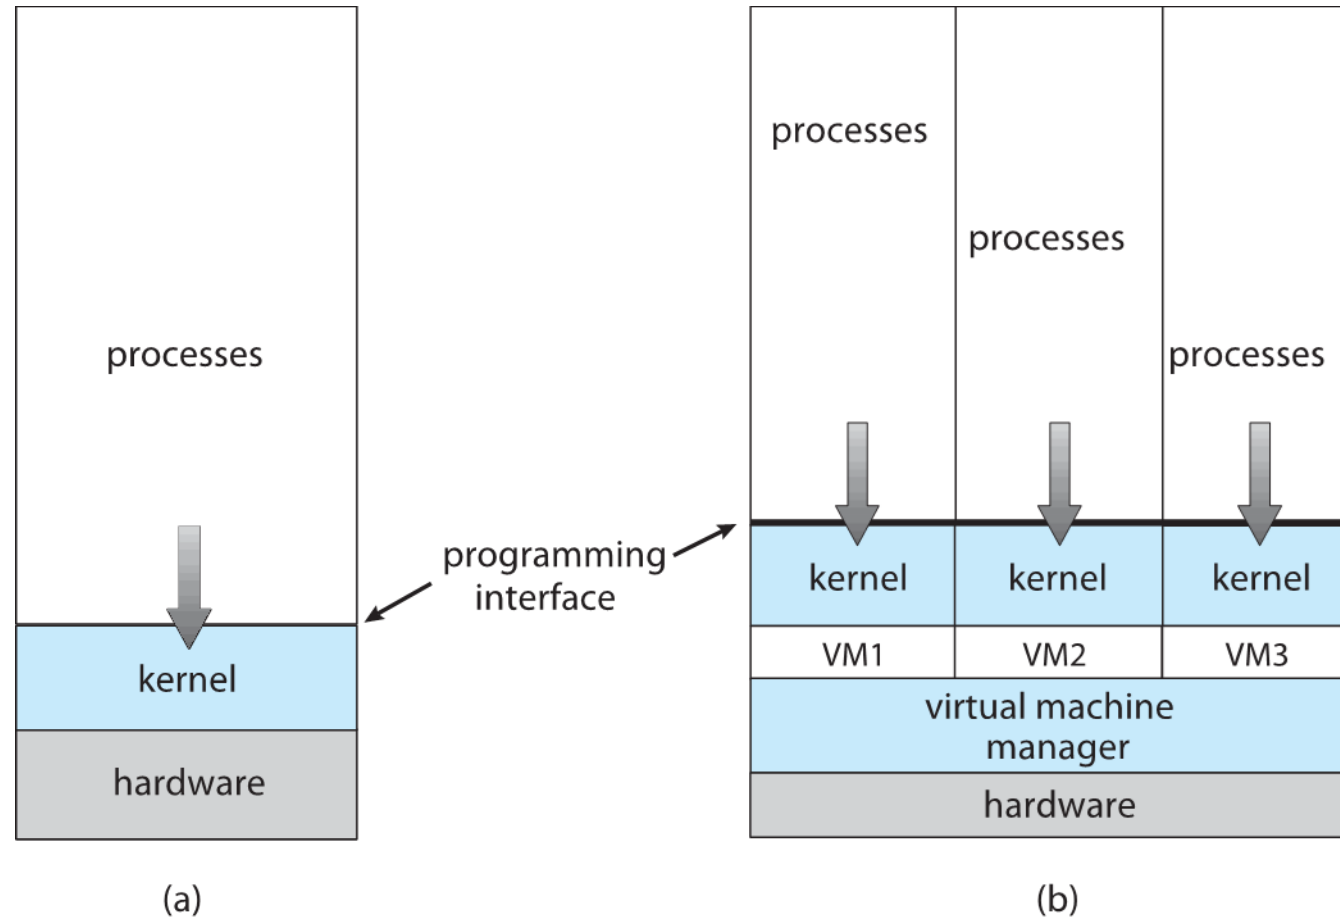 processes
kernel
hardware
(a)
programming
interface
processes
processes
processes
kernel
kernel
kernel
VM1
VM2
VM3
virtual machine
manager
hardware
(b)